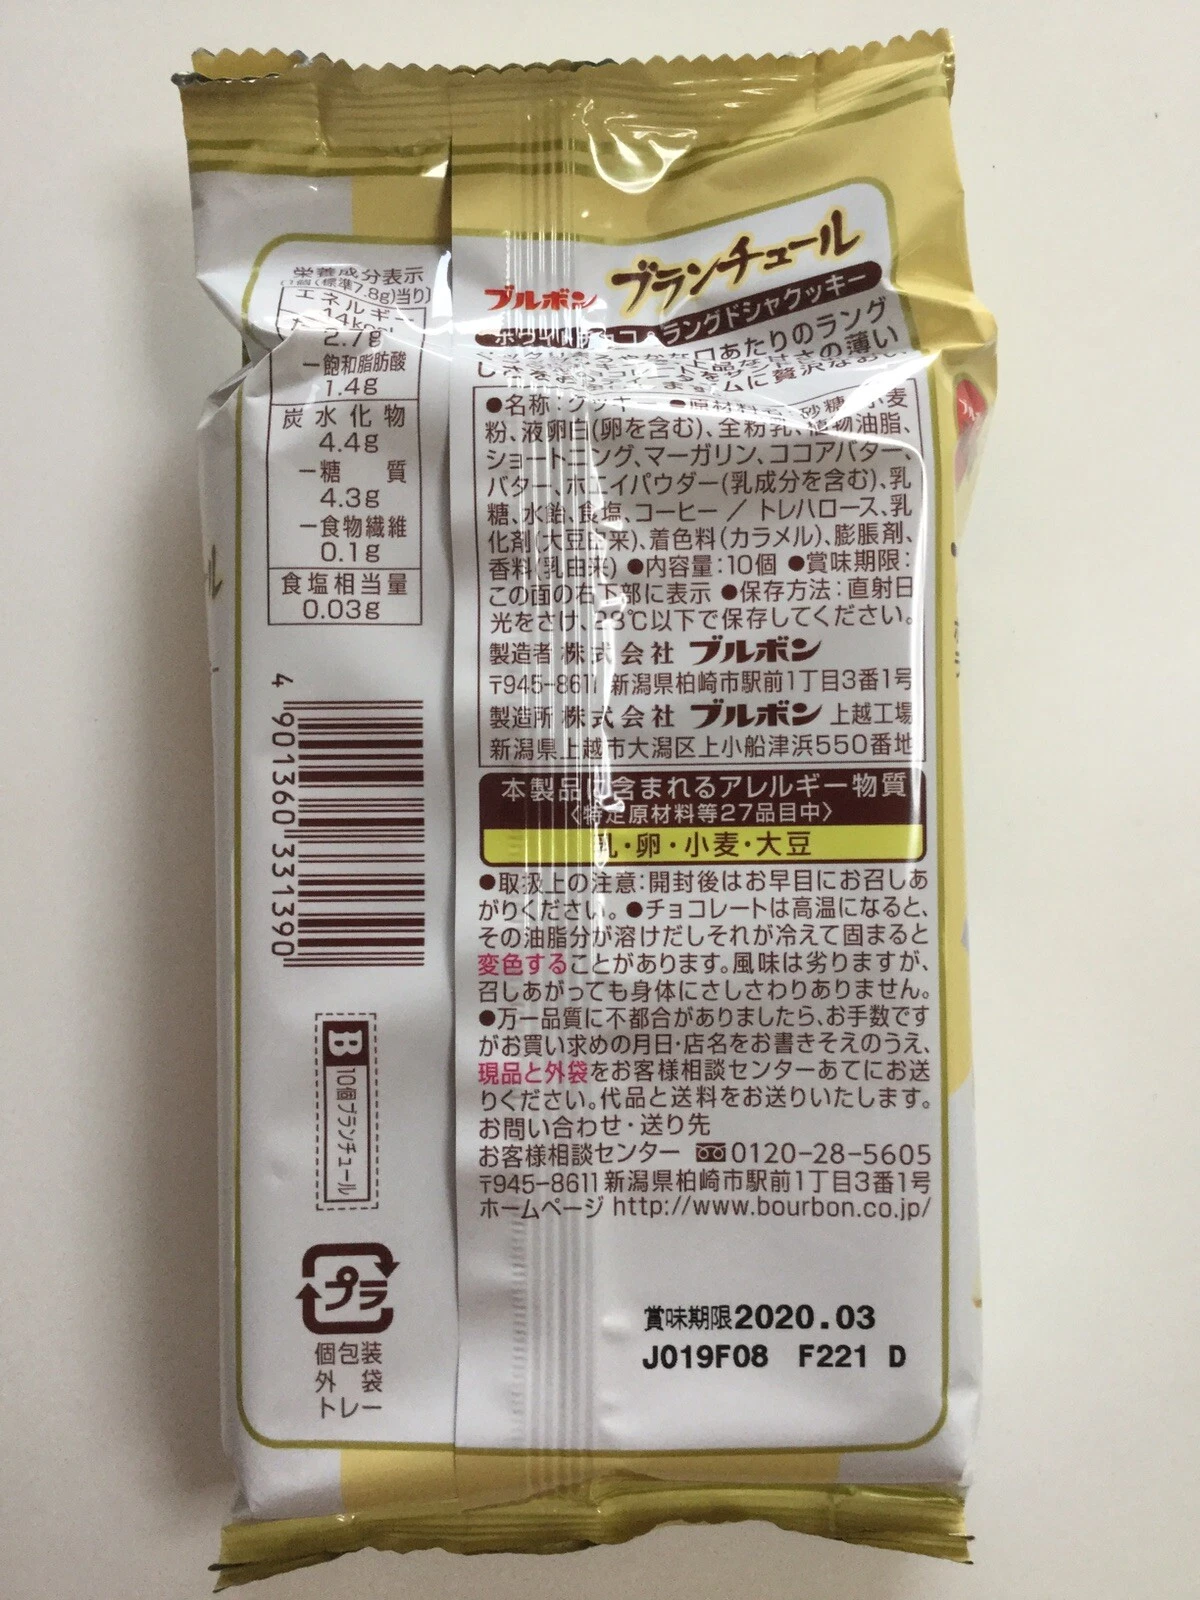 栄養成分表示
(1個(標準7.8g)当り)
エネルギー
2.7g
―飽和脂肪酸
1.4g
炭水化物
4.4g
―糖 質
4.3g
―食物繊維
0.1g
食塩相当量
0.03g
4 901360 331390
B 10個ブランチュール
プラ
個包装
外 袋
トレー
ブルボン ブランチュール
ラングドシャクッキー
口あたりのラング
甘さの薄い
に贅沢な
●名称:クッキー ●原材料 砂糖、小麦
粉、液卵白(卵を含む)、全粉乳、植物油脂、
ショートニング、マーガリン、ココアバター、
バター、ホエイパウダー(乳成分を含む)、乳
糖、水飴、食塩、コーヒー／トレハロース、乳
化剤(大豆由来)、着色料(カラメル)、膨脹剤、
香料(乳由来) ●内容量:10個 ●賞味期限:
この面の右下部に表示 ●保存方法:直射日
光をさけ、28℃以下で保存してください。
製造者 株式会社 ブルボン
〒945-8611 新潟県柏崎市駅前1丁目3番1号
製造所 株式会社 ブルボン 上越工場
新潟県上越市大潟区上小船津浜550番地
本製品に含まれるアレルギー物質
〈特定原材料等27品目中〉
乳・卵・小麦・大豆
●取扱上の注意:開封後はお早目にお召しあ
がりください。●チョコレートは高温になると、
その油脂分が溶けだしそれが冷えて固まると
変色することがあります。風味は劣りますが、
召しあがっても身体にさしさわりありません。
●万一品質に不都合がありましたら、お手数です
がお買い求めの月日・店名をお書きそえのうえ、
現品と外袋をお客様相談センターあてにお送
りください。代品と送料をお送りいたします。
お問い合わせ・送り先
お客様相談センター 0120-28-5605
〒945-8611 新潟県柏崎市駅前1丁目3番1号
ホームページ http://www.bourbon.co.jp/
賞味期限2020.03
J019F08 F221 D